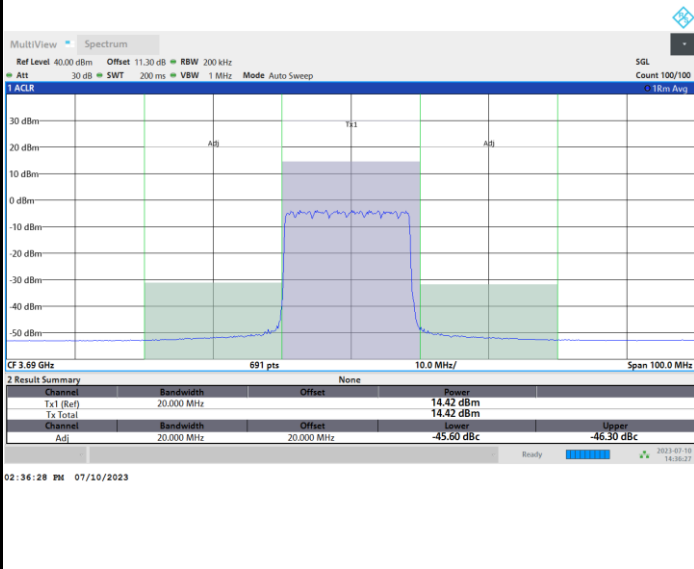 MultiView Spectrum
Ref Level 40.00 dBm Offset 11.30 dB RBW 200 kHz SGL
Att 30 dB SWT 200 ms VBW 1 MHz Mode Auto Sweep Count 100/100
1 ACLR 1Rm Avg
30 dBm
Tx1
20 dBm Adj Adj
10 dBm
0 dBm
-10 dBm
-20 dBm
-30 dBm
-40 dBm
-50 dBm
CF 3.69 GHz 691 pts 10.0 MHz/ Span 100.0 MHz
2 Result Summary None
Channel Bandwidth Offset Power
Tx1 (Ref) 20.000 MHz 14.42 dBm
Tx Total 14.42 dBm
Channel Bandwidth Offset Lower Upper
Adj 20.000 MHz 20.000 MHz -45.60 dBc -46.30 dBc
Ready 2023-07-10
14:36:27
02:36:28 PM 07/10/2023